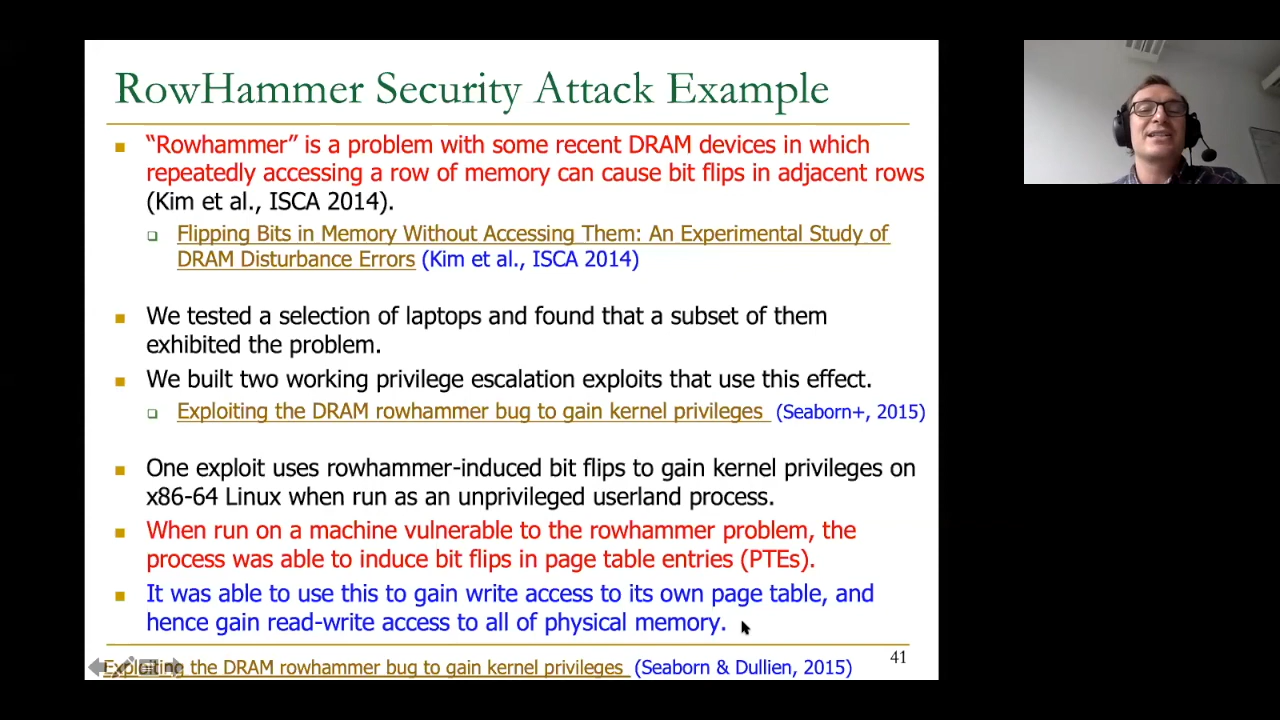 RowHammer Security Attack Example
“Rowhammer” is a problem with some recent DRAM devices in which
repeatedly accessing a row of memory can cause bit flips in adjacent rows
(Kim et al., ISCA 2014).
Flipping Bits in Memory Without Accessing Them: An Experimental Study of
DRAM Disturbance Errors (Kim et al., ISCA 2014)
We tested a selection of laptops and found that a subset of them
exhibited the problem.
We built two working privilege escalation exploits that use this effect.
Exploiting the DRAM rowhammer bug to gain kernel privileges (Seaborn+, 2015)
One exploit uses rowhammer-induced bit flips to gain kernel privileges on
x86-64 Linux when run as an unprivileged userland process.
When run on a machine vulnerable to the rowhammer problem, the
process was able to induce bit flips in page table entries (PTEs).
It was able to use this to gain write access to its own page table, and
hence gain read-write access to all of physical memory.
41
Exploiting the DRAM rowhammer bug to gain kernel privileges (Seaborn & Dullien, 2015)